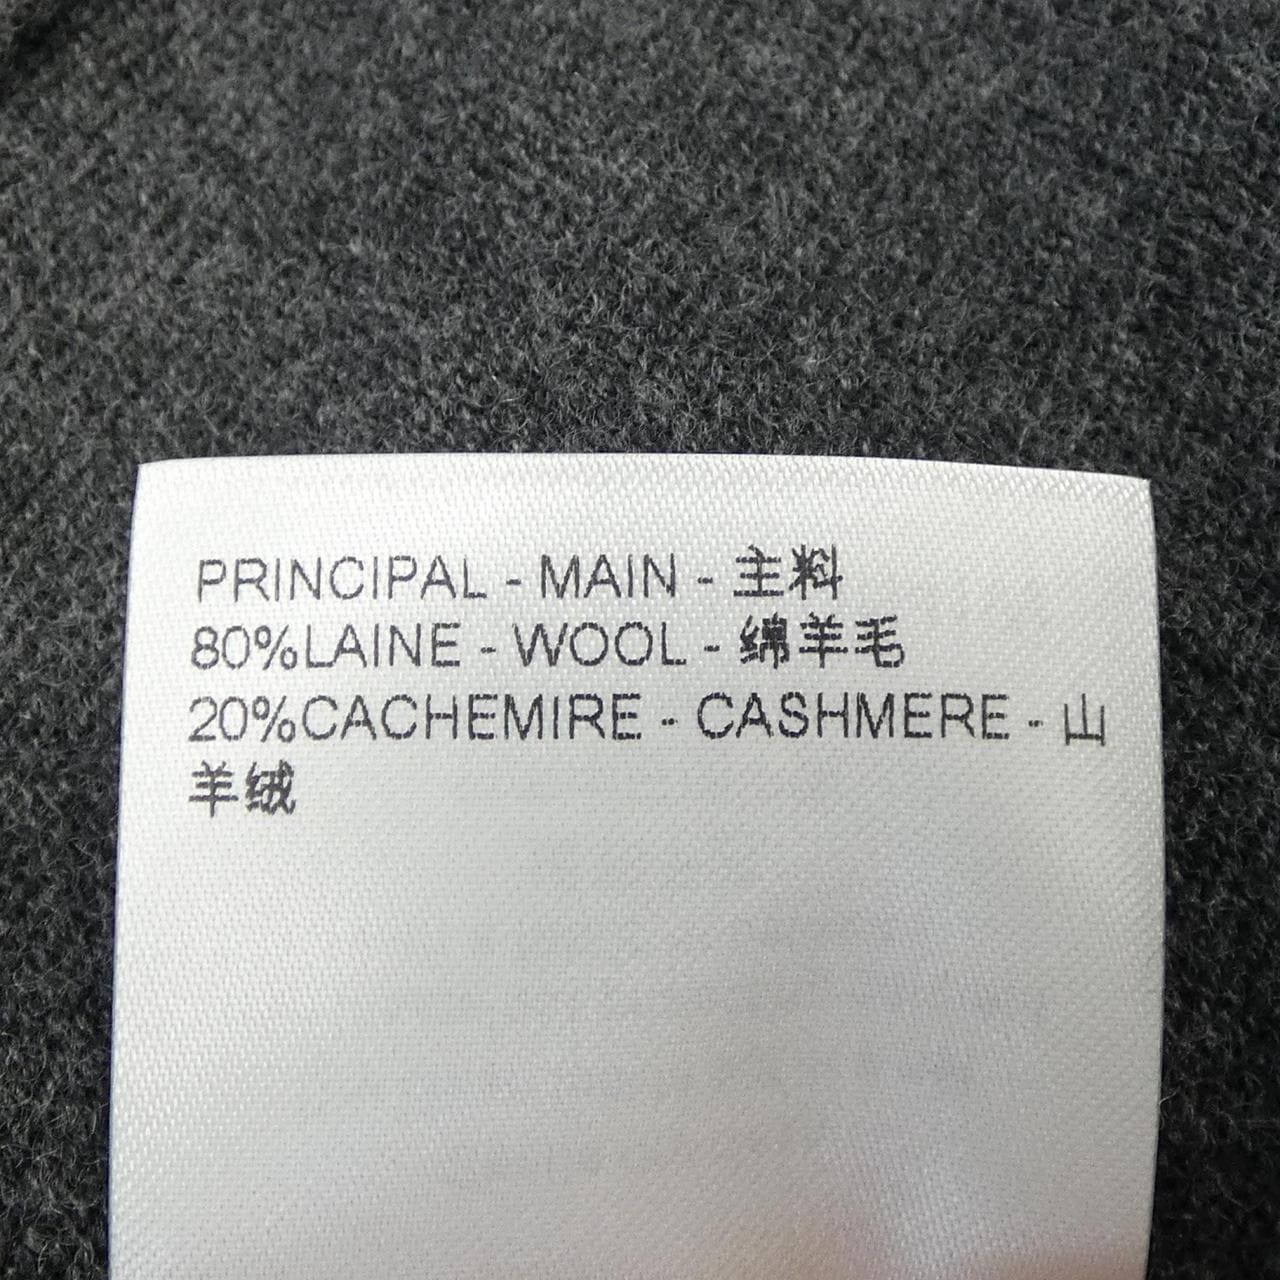 PRINCIPAL - MAIN - 主料
80%LAINE - WOOL - 绵羊毛
20%CACHEMIRE - CASHMERE - 山
羊绒